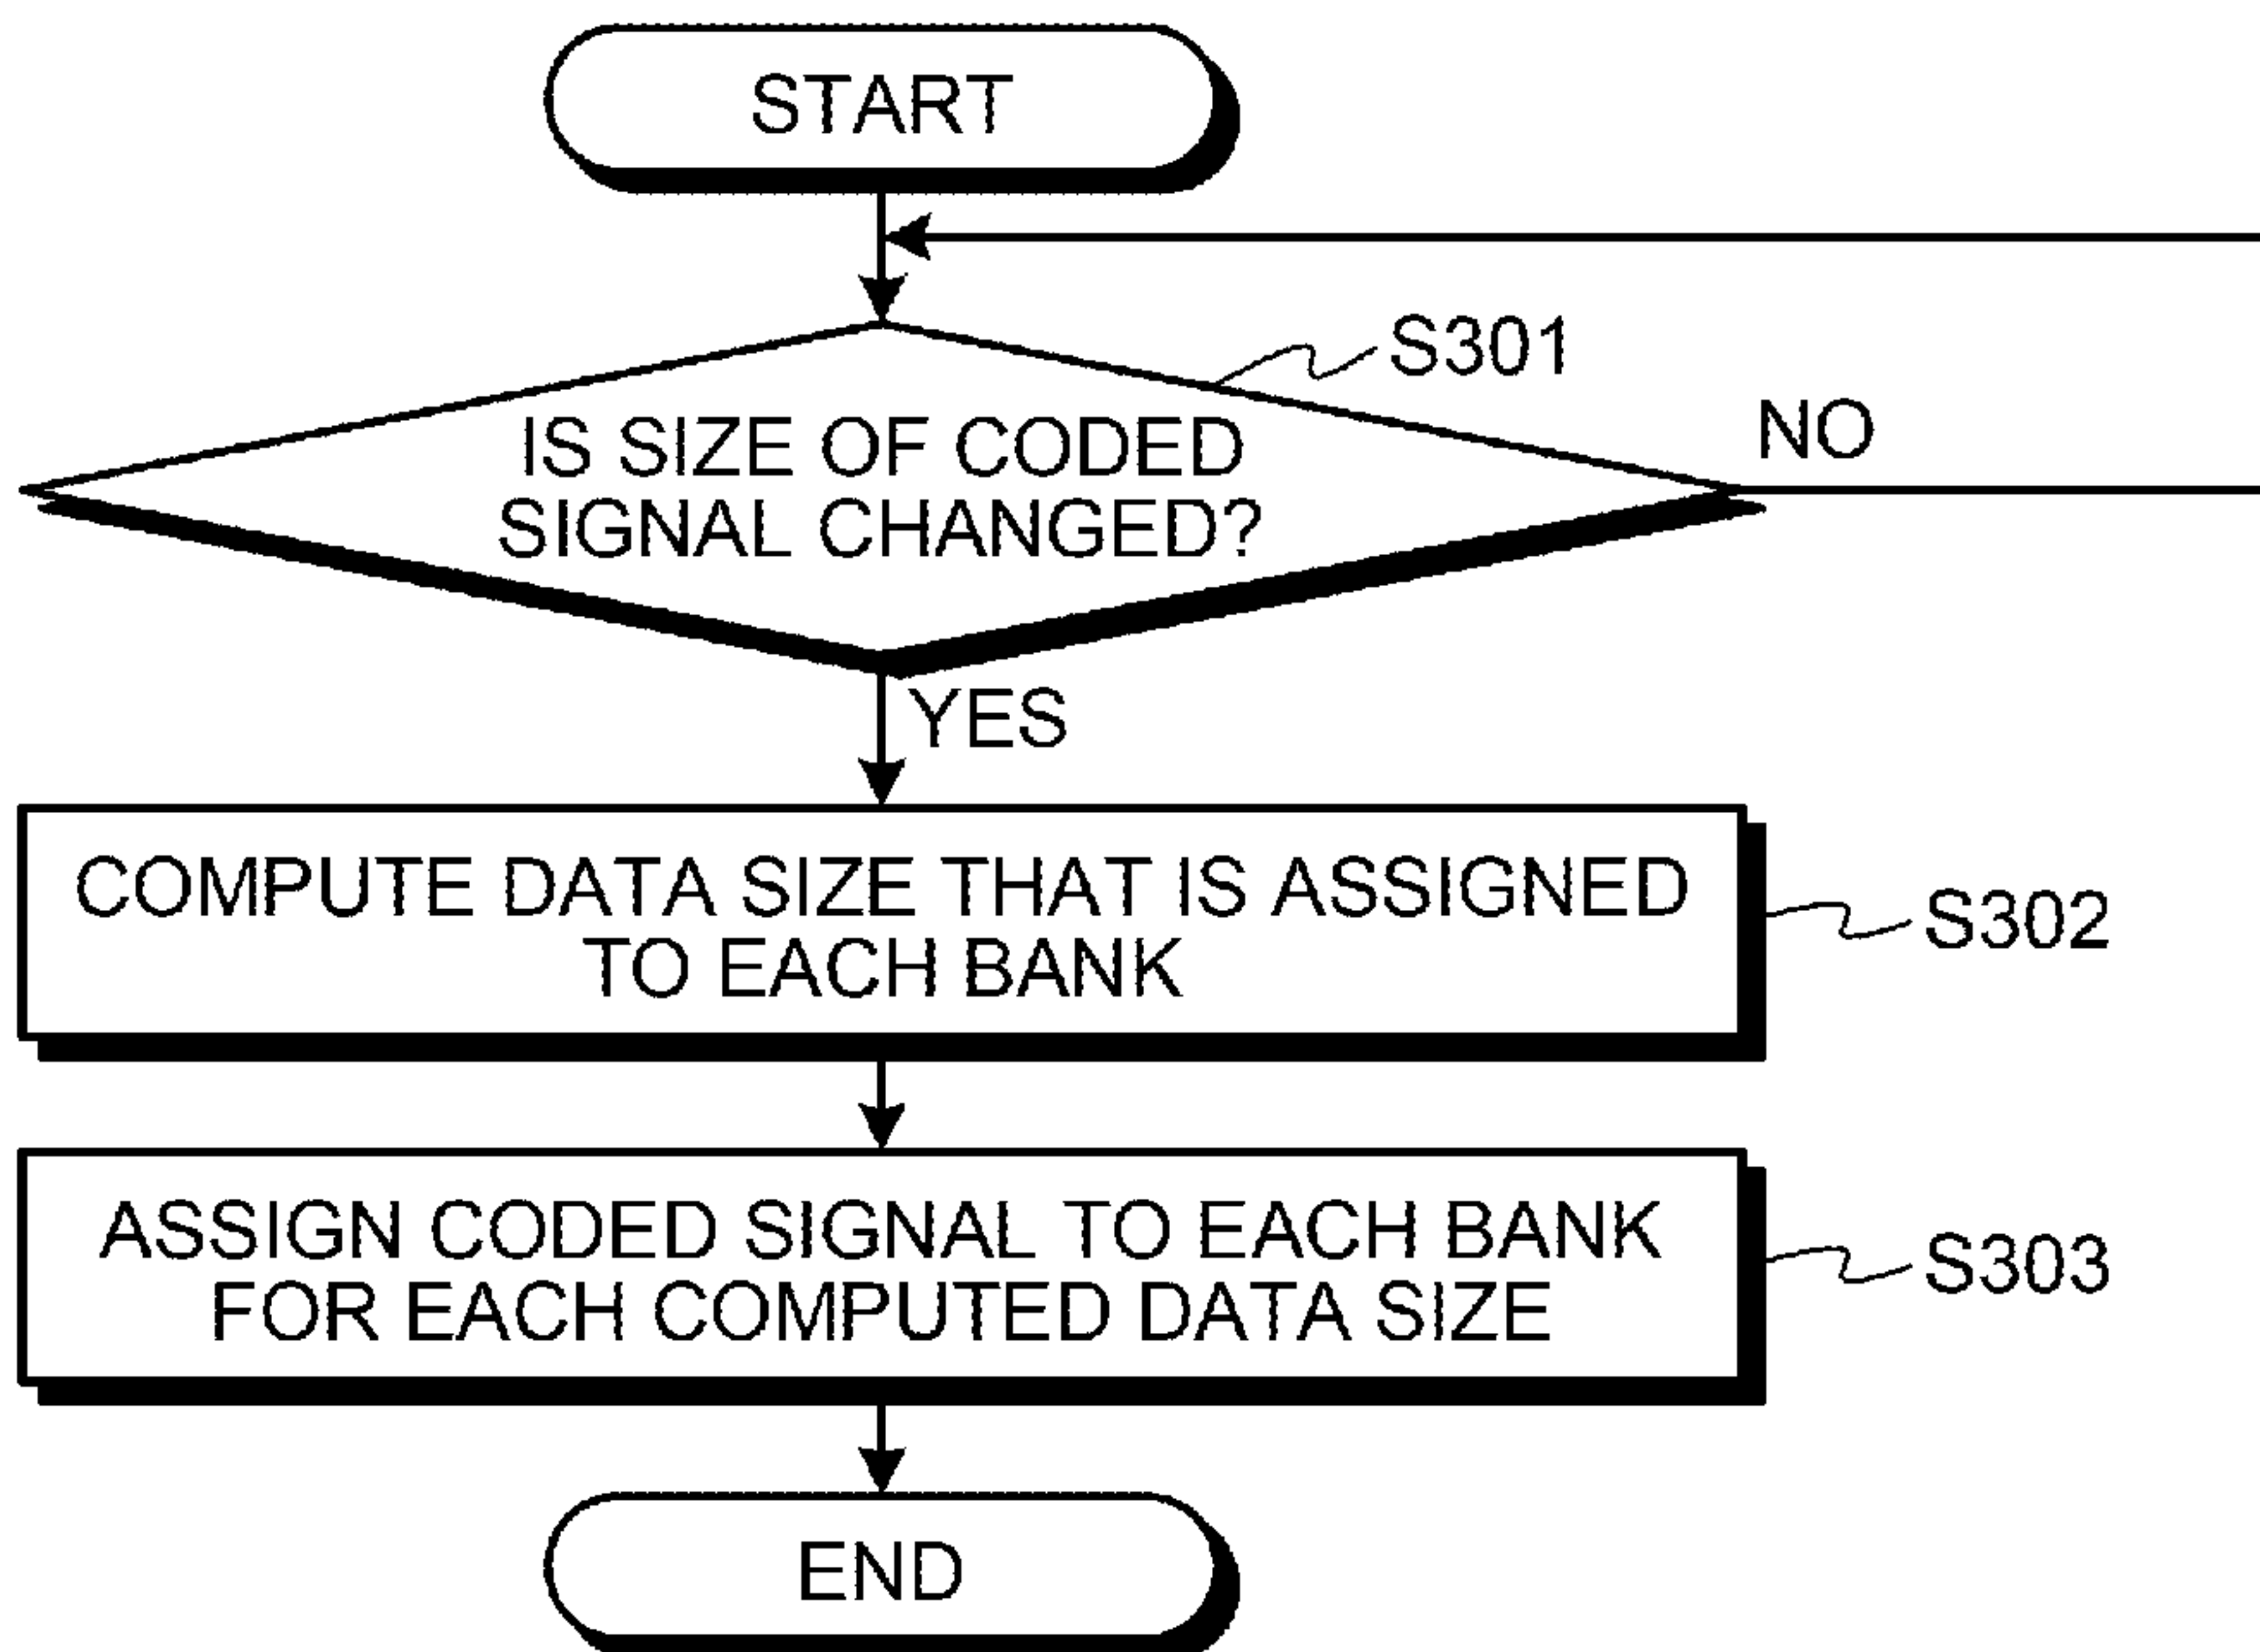 START
S301
IS SIZE OF CODED
SIGNAL CHANGED?
NO
YES
COMPUTE DATA SIZE THAT IS ASSIGNED
TO EACH BANK
S302
ASSIGN CODED SIGNAL TO EACH BANK
FOR EACH COMPUTED DATA SIZE
S303
END